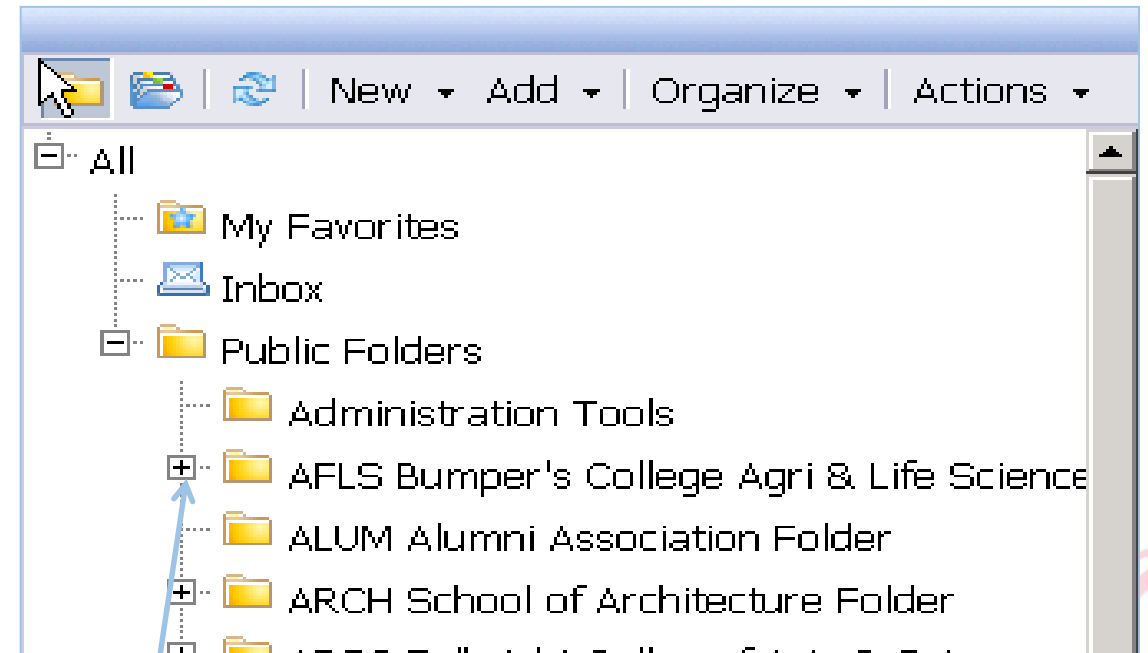 New Add Organize Actions
All
My Favorites
Inbox
Public Folders
Administration Tools
AFLS Bumper's College Agri & Life Science
ALUM Alumni Association Folder
ARCH School of Architecture Folder